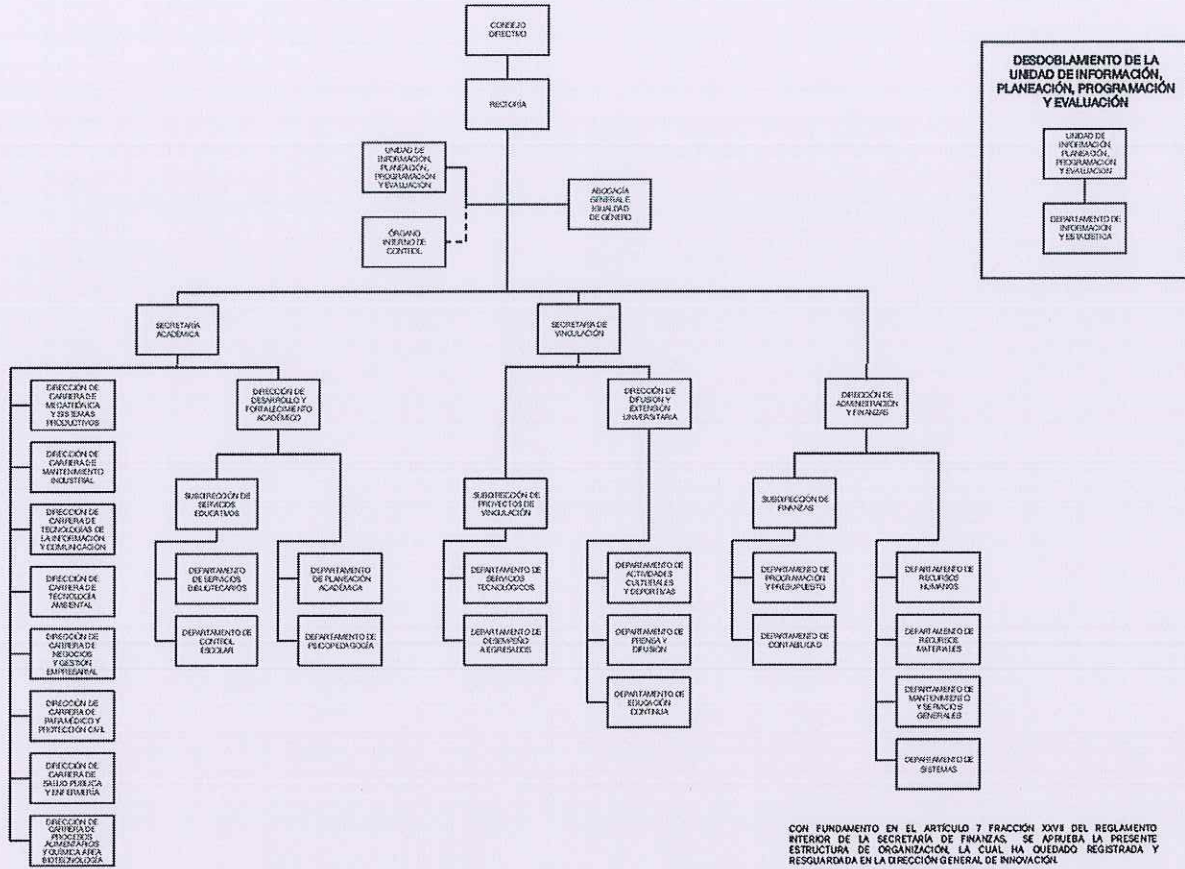 CONSEJO
DIRECTIVO
RECTORÍA
UNIDAD DE
INFORMACIÓN,
PLANEACIÓN,
PROGRAMACIÓN
Y EVALUACIÓN
ABOGACÍA
GENERAL E
IGUALDAD
DE GÉNERO
ÓRGANO
INTERNO DE
CONTROL
DESDOBLAMIENTO DE LA
UNIDAD DE INFORMACIÓN,
PLANEACIÓN, PROGRAMACIÓN
Y EVALUACIÓN
UNIDAD DE
INFORMACIÓN,
PLANEACIÓN,
PROGRAMACIÓN
Y EVALUACIÓN
DEPARTAMENTO DE
INFORMACIÓN
Y ESTADÍSTICA
SECRETARÍA
ACADÉMICA
SECRETARÍA DE
VINCULACIÓN
DIRECCIÓN DE
CARRERA DE
MECATRÓNICA
Y SISTEMAS
PRODUCTIVOS
DIRECCIÓN DE
CARRERA DE
MANTENIMIENTO
INDUSTRIAL
DIRECCIÓN DE
CARRERA DE
TECNOLOGÍAS DE
LA INFORMACIÓN
Y COMUNICACIÓN
DIRECCIÓN DE
CARRERA DE
TECNOLOGÍA
AMBIENTAL
DIRECCIÓN DE
CARRERA DE
NEGOCIOS
Y GESTIÓN
EMPRESARIAL
DIRECCIÓN DE
CARRERA DE
PARAMÉDICO Y
PROTECCIÓN CIVIL
DIRECCIÓN DE
CARRERA DE
SALUD PÚBLICA
Y ENFERMERÍA
DIRECCIÓN DE
CARRERA DE
PROCESOS
ALIMENTARIOS
Y QUÍMICA ÁREA
BIOTECNOLOGÍA
DIRECCIÓN DE
DESARROLLO Y
FORTALECIMIENTO
ACADÉMICO
SUBDIRECCIÓN DE
SERVICIOS
EDUCATIVOS
DEPARTAMENTO
DE SERVICIOS
BIBLIOTECARIOS
DEPARTAMENTO DE
CONTROL
ESCOLAR
DEPARTAMENTO
DE PLANEACIÓN
ACADÉMICA
DEPARTAMENTO DE
PSICOPEDAGOGÍA
SUBDIRECCIÓN DE
PROYECTOS DE
VINCULACIÓN
DEPARTAMENTO DE
SERVICIOS
TECNOLÓGICOS
DEPARTAMENTO DE
DESEMPEÑO
A EGRESADOS
DIRECCIÓN DE
DIFUSIÓN Y
EXTENSIÓN
UNIVERSITARIA
DEPARTAMENTO DE
ACTIVIDADES
CULTURALES Y
DEPORTIVAS
DEPARTAMENTO DE
PRENSA Y
DIFUSIÓN
DEPARTAMENTO DE
EDUCACIÓN
CONTINUA
DIRECCIÓN DE
ADMINISTRACIÓN
Y FINANZAS
SUBDIRECCIÓN DE
FINANZAS
DEPARTAMENTO DE
PROGRAMACIÓN
Y PRESUPUESTO
DEPARTAMENTO DE
CONTABILIDAD
DEPARTAMENTO DE
RECURSOS
HUMANOS
DEPARTAMENTO DE
RECURSOS
MATERIALES
DEPARTAMENTO DE
MANTENIMIENTO
Y SERVICIOS
GENERALES
DEPARTAMENTO DE
SISTEMAS
CON FUNDAMENTO EN EL ARTÍCULO 7 FRACCIÓN XXVII DEL REGLAMENTO
INTERIOR DE LA SECRETARÍA DE FINANZAS, SE APRUEBA LA PRESENTE
ESTRUCTURA DE ORGANIZACIÓN, LA CUAL HA QUEDADO REGISTRADA Y
RESGUARDADA EN LA DIRECCIÓN GENERAL DE INNOVACIÓN.